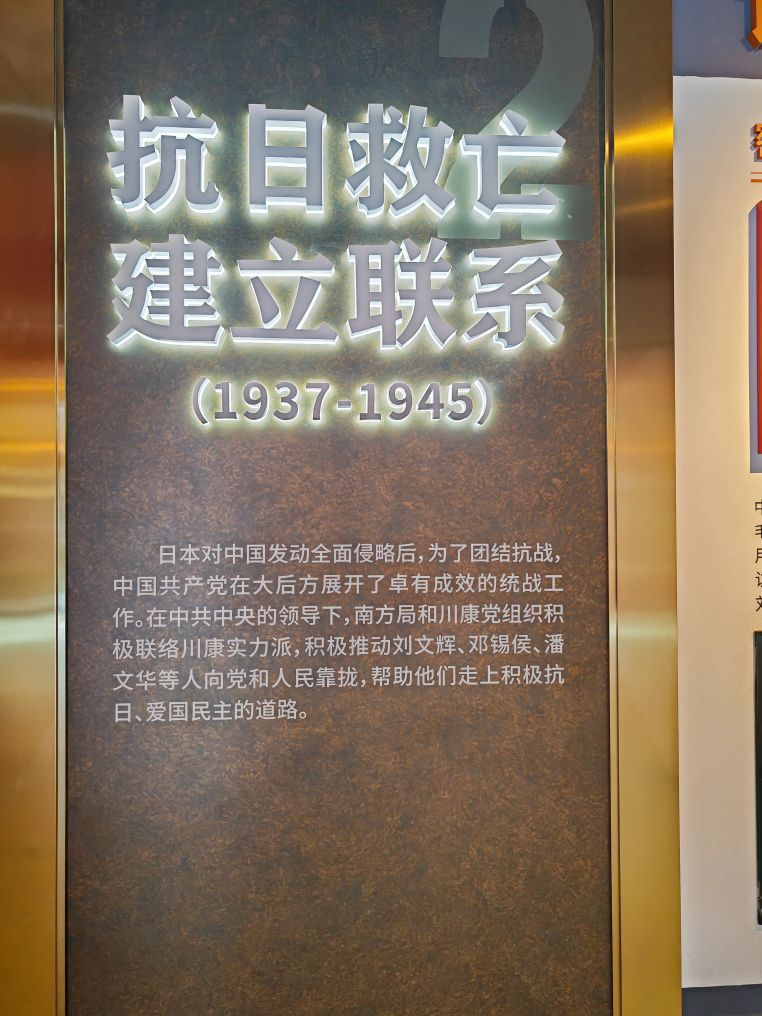 2
抗日救亡
建立联系
（1937-1945）
日本对中国发动全面侵略后，为了团结抗战，
中国共产党在大后方展开了卓有成效的统战工
作。在中共中央的领导下，南方局和川康党组织积
极联络川康实力派，积极推动刘文辉、邓锡侯、潘
文华等人向党和人民靠拢，帮助他们走上积极抗
日、爱国民主的道路。